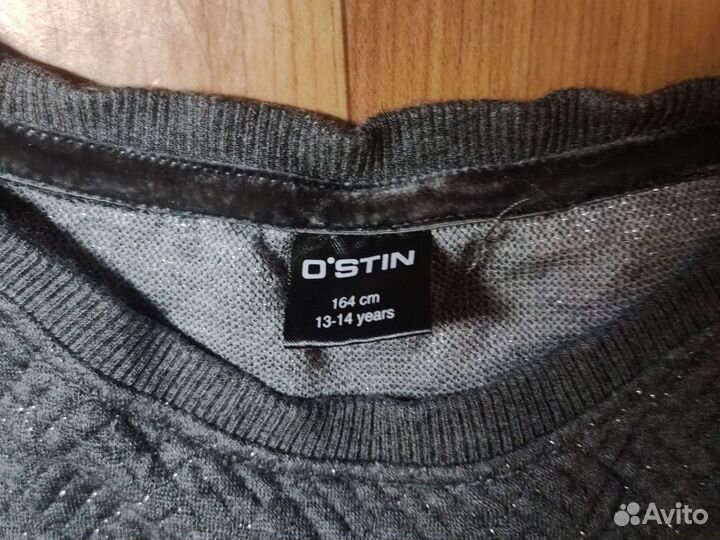 O'STIN
164 cm
13-14 years
Avito